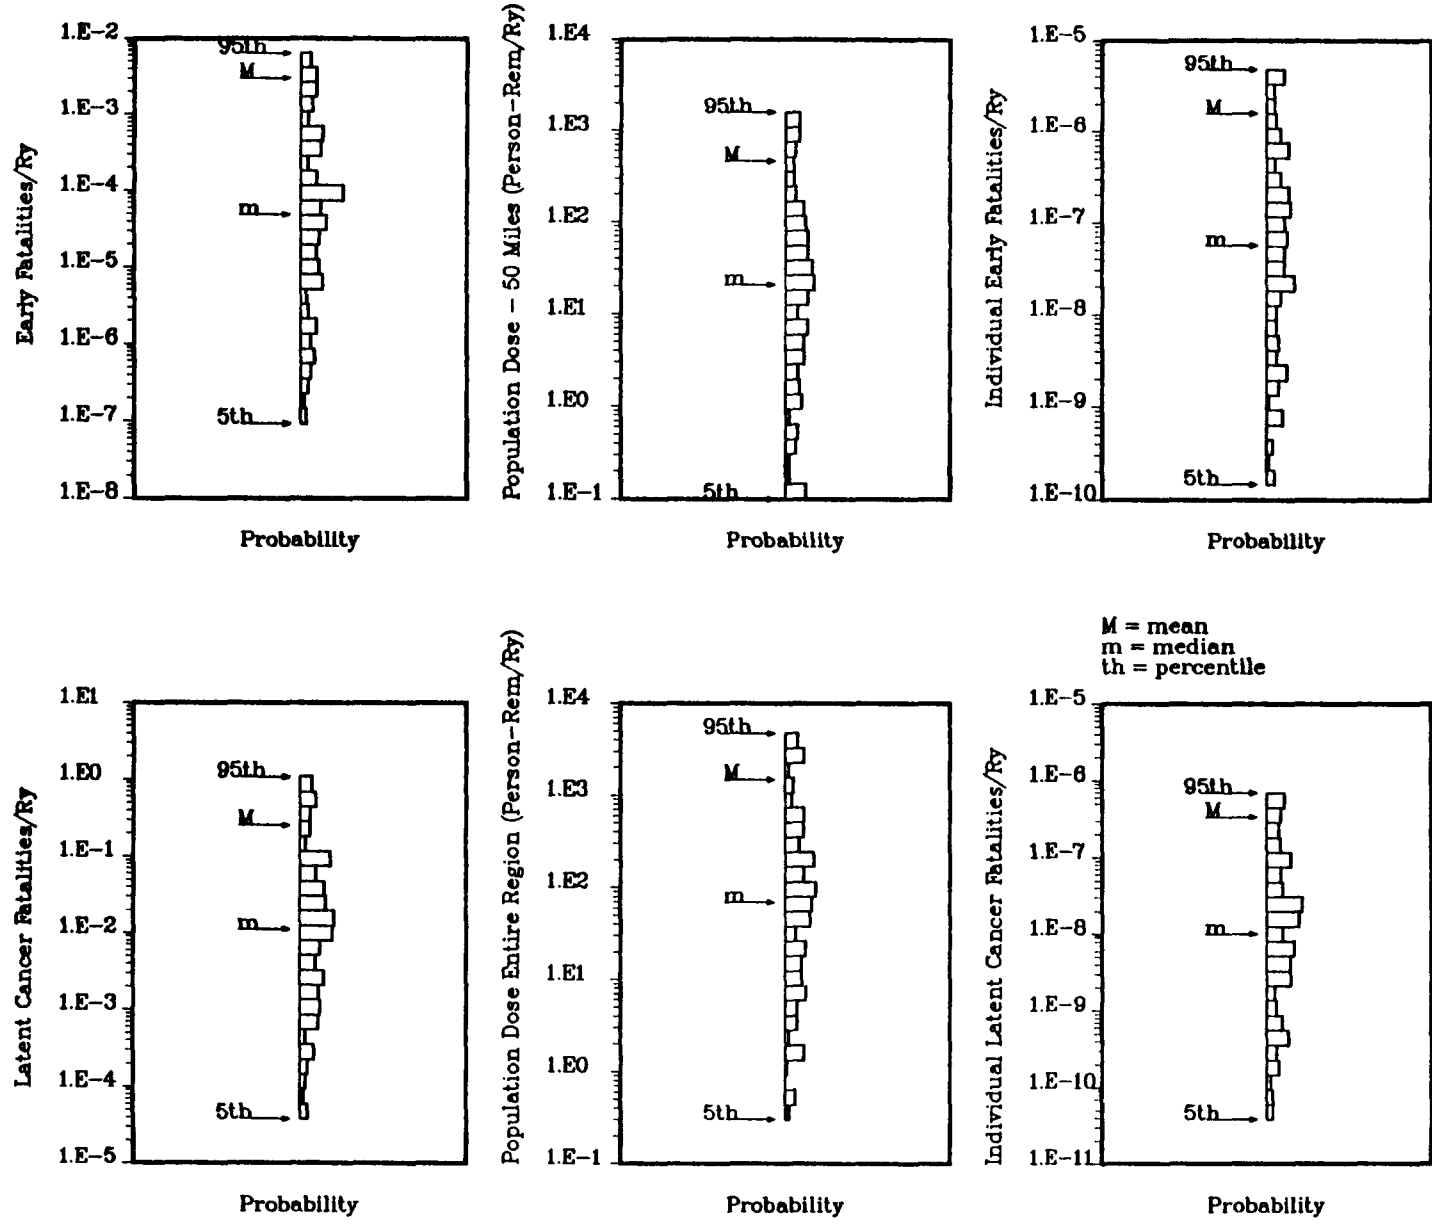 Early Fatalities/Ry
1.E-2
1.E-3
1.E-4
1.E-5
1.E-6
1.E-7
1.E-8
95th
M
m
5th
Probability
Population Dose - 50 Miles (Person-Rem/Ry)
1.E4
1.E3
1.E2
1.E1
1.E0
1.E-1
95th
M
m
5th
Probability
Individual Early Fatalities/Ry
1.E-5
1.E-6
1.E-7
1.E-8
1.E-9
1.E-10
95th
M
m
5th
Probability
M = mean
m = median
th = percentile
Latent Cancer Fatalities/Ry
1.E1
1.E0
1.E-1
1.E-2
1.E-3
1.E-4
1.E-5
95th
M
m
5th
Probability
Population Dose Entire Region (Person-Rem/Ry)
1.E4
1.E3
1.E2
1.E1
1.E0
1.E-1
95th
M
m
5th
Probability
Individual Latent Cancer Fatalities/Ry
1.E-5
1.E-6
1.E-7
1.E-8
1.E-9
1.E-10
1.E-11
95th
M
m
5th
Probability